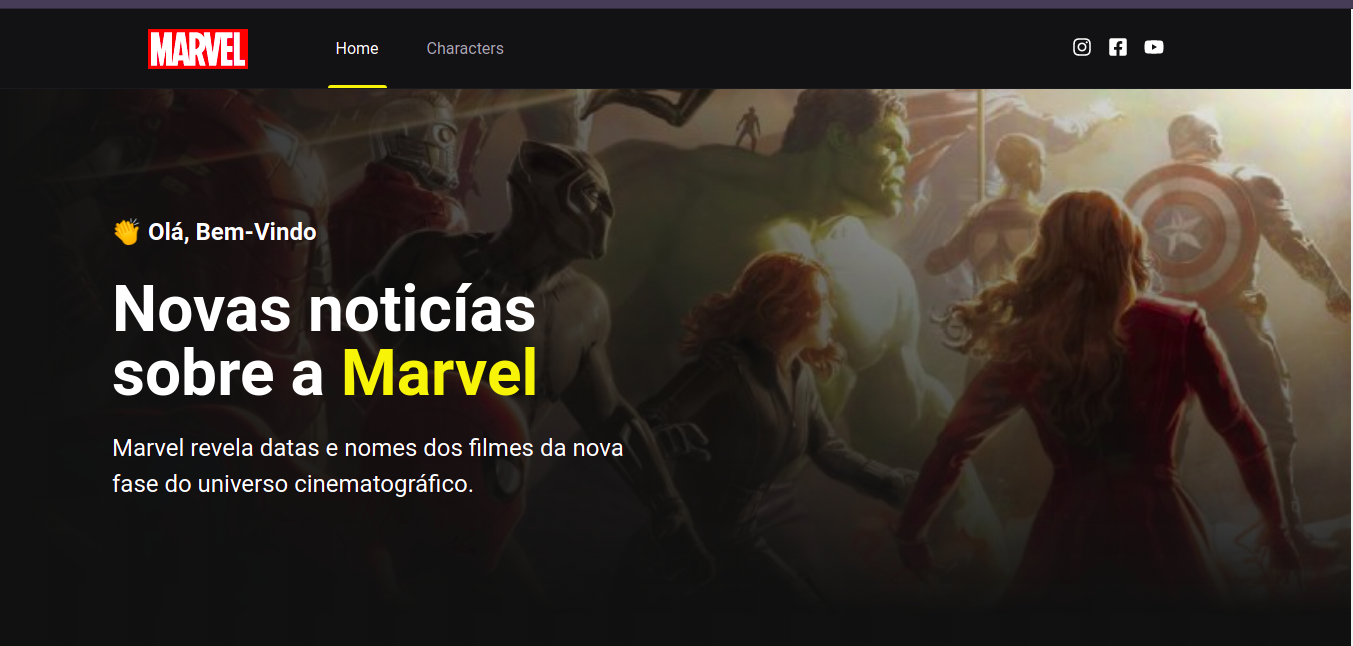 MARVEL
Home
Characters
Olá, Bem-Vindo
Novas noticías
sobre a Marvel
Marvel revela datas e nomes dos filmes da nova
fase do universo cinematográfico.